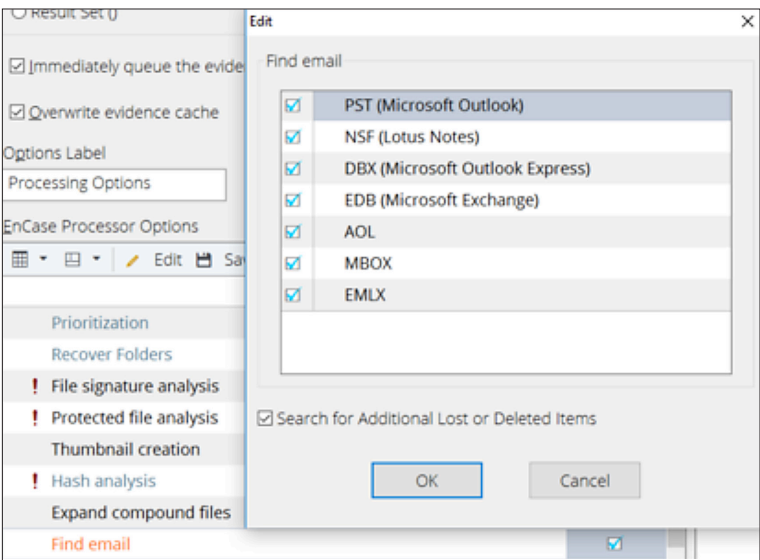 Result Set ()
Immediately queue the evide
Overwrite evidence cache
Options Label
Processing Options
EnCase Processor Options
Edit Sa
Prioritization
Recover Folders
! File signature analysis
! Protected file analysis
Thumbnail creation
! Hash analysis
Expand compound files
Find email
Edit
Find email
PST (Microsoft Outlook)
NSF (Lotus Notes)
DBX (Microsoft Outlook Express)
EDB (Microsoft Exchange)
AOL
MBOX
EMLX
Search for Additional Lost or Deleted Items
OK Cancel